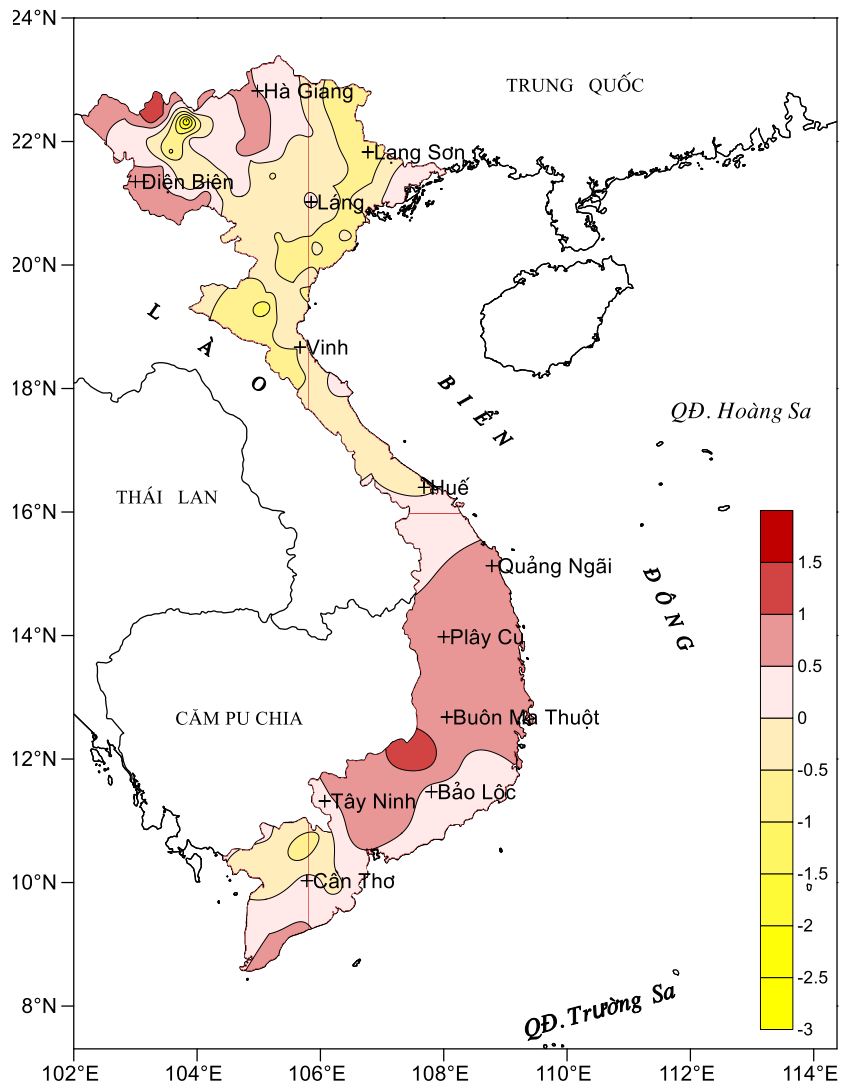 24°N
TRUNG QUỐC
Hà Giang
22°N
Lạng Sơn
Điện Biên
Láng
20°N
L
À
O
Vinh
18°N
BIỂN
QĐ. Hoàng Sa
THÁI LAN
Huế
16°N
Quảng Ngãi
1.5
ĐÔNG
1
14°N
Plây Cu
0.5
CĂM PU CHIA
Buôn Ma Thuột
0
12°N
-0.5
Bảo Lộc
Tây Ninh
-1
-1.5
10°N
Cần Thơ
-2
-2.5
8°N
QĐ. Trường Sa
-3
102°E 104°E 106°E 108°E 110°E 112°E 114°E